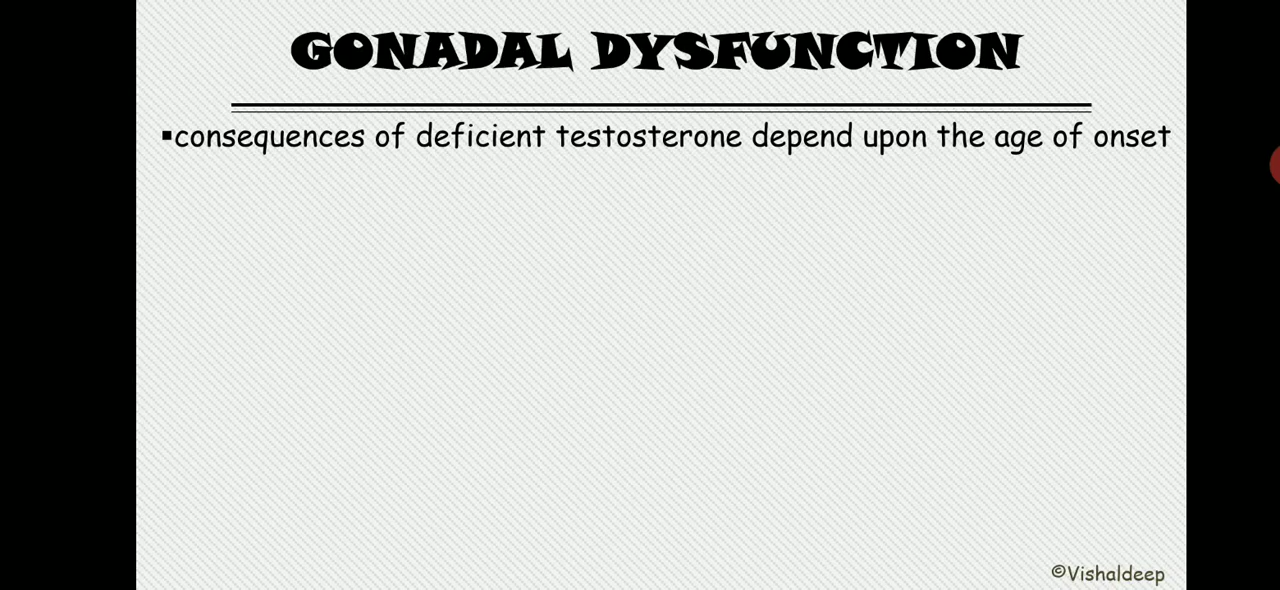 GONADAL DYSFUNCTION
▪consequences of deficient testosterone depend upon the age of onset
©Vishaldeep